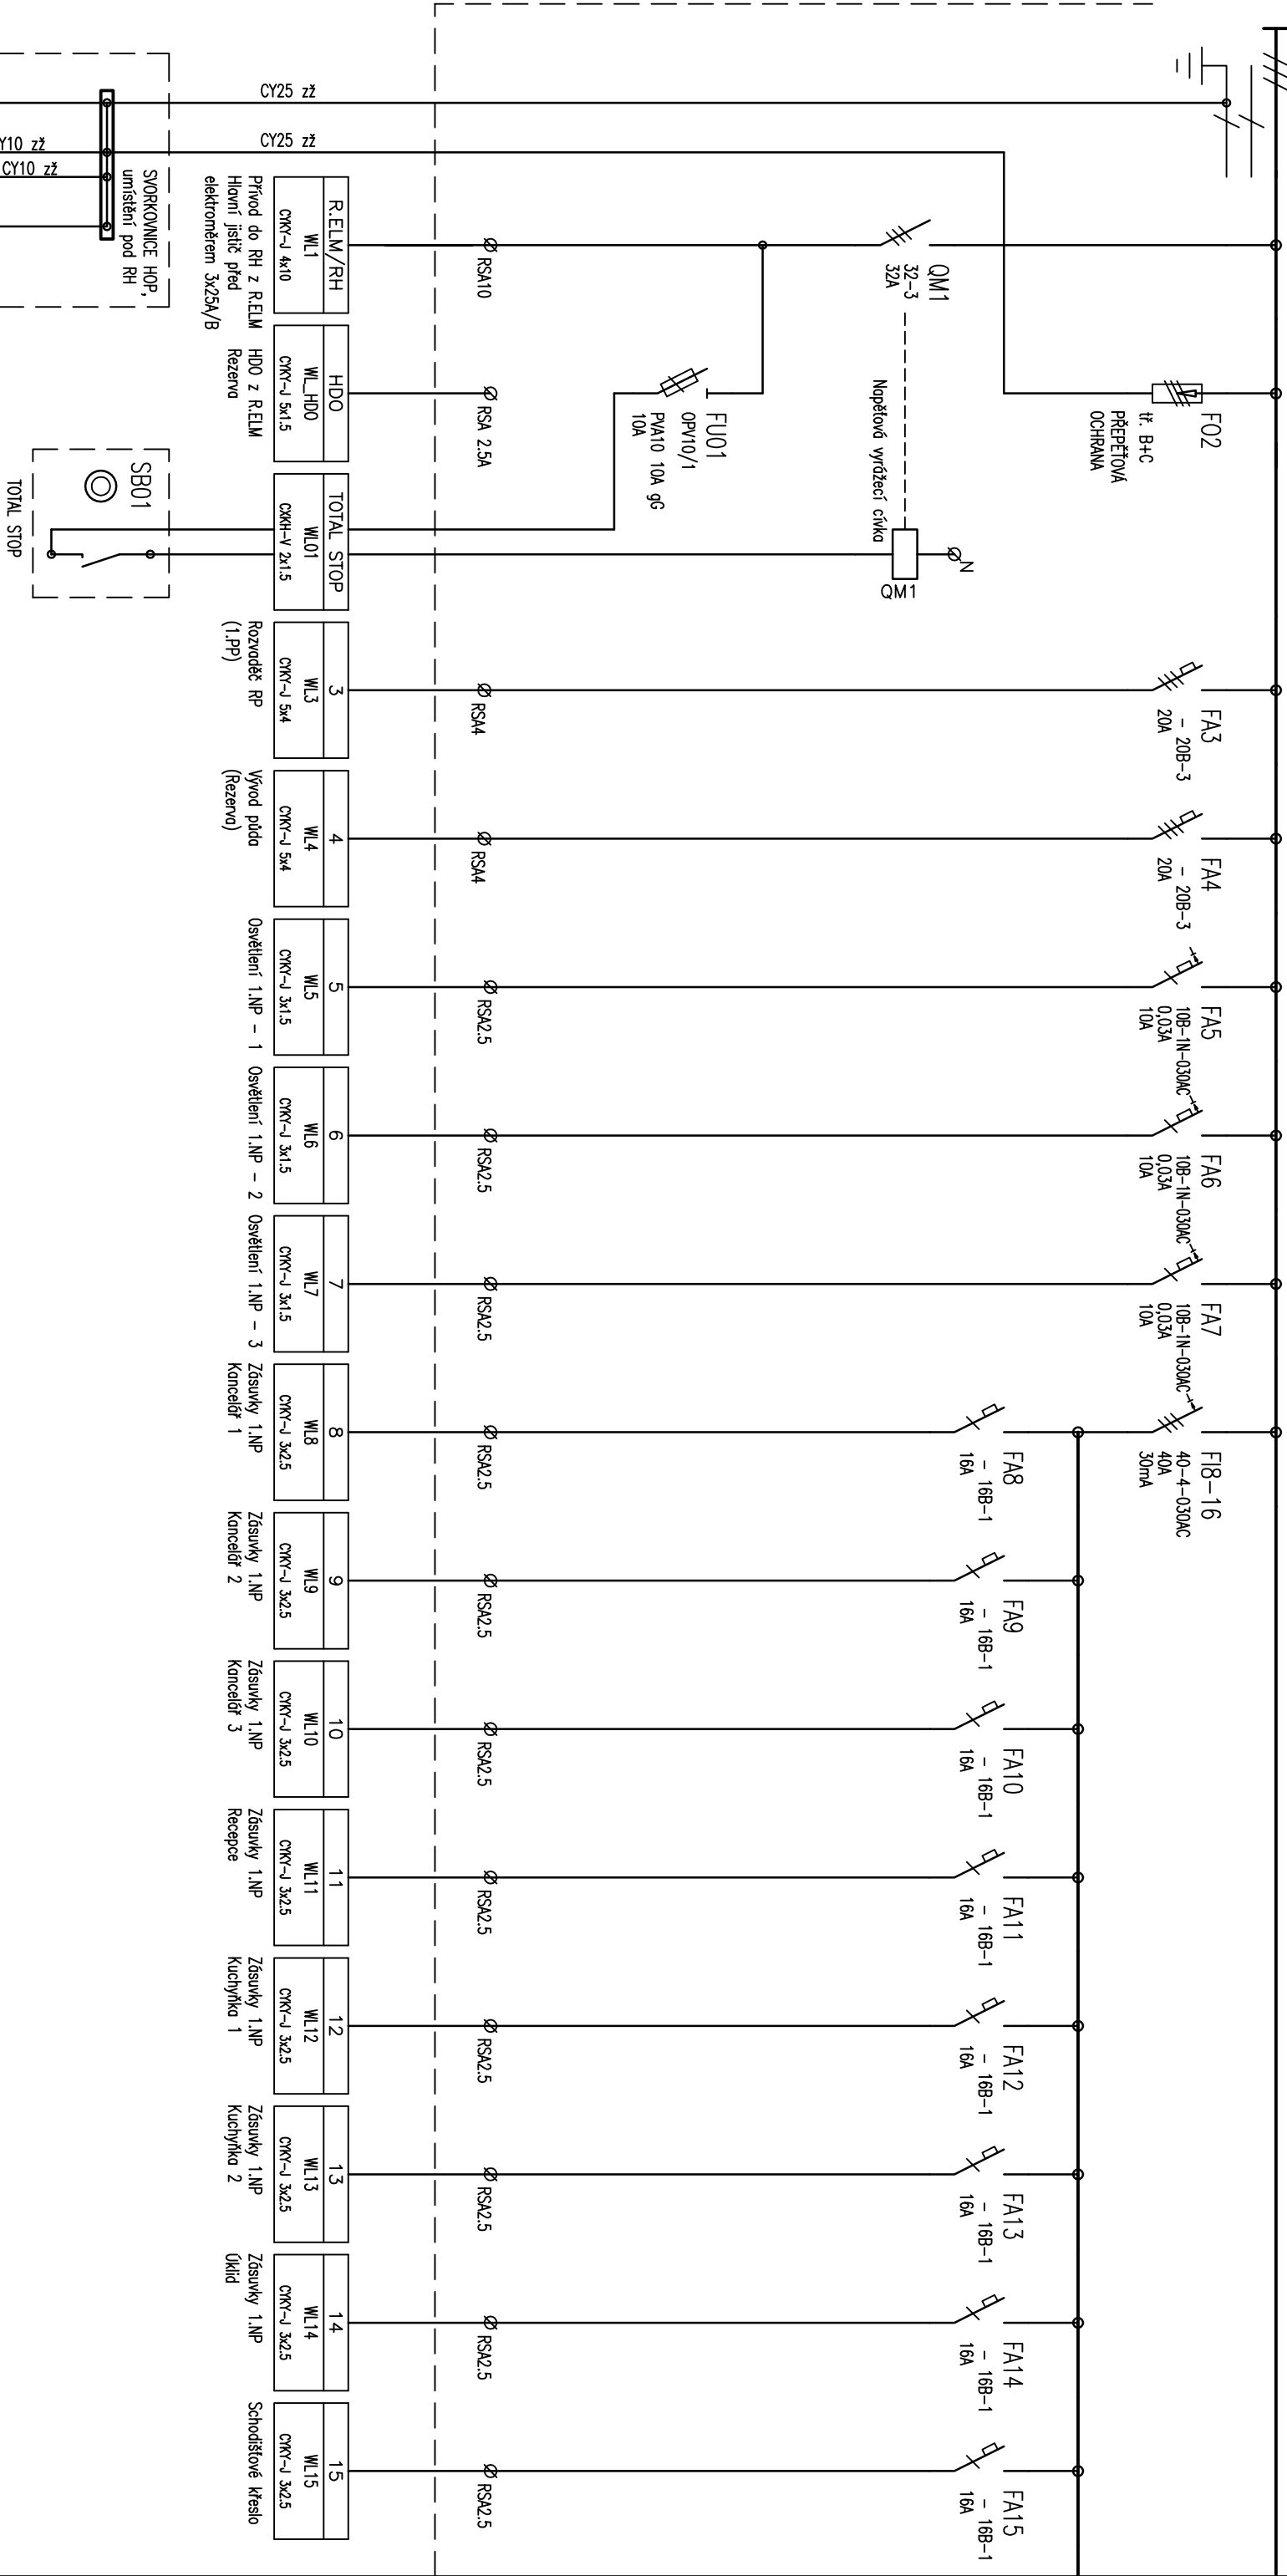 CY25 zž
CY25 zž
CY10 zž
SVORKOVNICE HOP,
umístění pod RH
QM1
32-3
32A
Napěťová vyrážecí cívka
QM1
N
F02
tř. B+C
PŘEPĚŤOVÁ
OCHRANA
FU01
OPV10/1
PVA10 10A gG
10A
FA3
- 20B-3
20A
FA4
- 20B-3
20A
FA5
10B-1N-030AC
0,03A
10A
FA6
10B-1N-030AC
0,03A
10A
FA7
10B-1N-030AC
0,03A
10A
FI8-16
40-4-030AC
40A
30mA
FA8
- 16B-1
16A
FA9
- 16B-1
16A
FA10
- 16B-1
16A
FA11
- 16B-1
16A
FA12
- 16B-1
16A
FA13
- 16B-1
16A
FA14
- 16B-1
16A
FA15
- 16B-1
16A
RSA10
RSA 2.5A
RSA4
RSA4
RSA2.5
RSA2.5
RSA2.5
RSA2.5
RSA2.5
RSA2.5
RSA2.5
RSA2.5
RSA2.5
RSA2.5
RSA2.5
R.ELM/RH
WL1
CYKY-J 4x10
Přívod do RH z R.ELM
Hlavní jistič před
elektroměrem 3x25A/B
HDO
WL_HDO
CYKY-J 5x1.5
HDO z R.ELM
Rezerva
TOTAL STOP
WL01
CXKH-V 2x1.5
SB01
TOTAL STOP
3
WL3
CYKY-J 5x4
Rozvaděč RP
(1.PP)
4
WL4
CYKY-J 5x4
Vývod půda
(Rezerva)
5
WL5
CYKY-J 3x1.5
Osvětlení 1.NP - 1
6
WL6
CYKY-J 3x1.5
Osvětlení 1.NP - 2
7
WL7
CYKY-J 3x1.5
Osvětlení 1.NP - 3
8
WL8
CYKY-J 3x2.5
Zásuvky 1.NP
Kancelář 1
9
WL9
CYKY-J 3x2.5
Zásuvky 1.NP
Kancelář 2
10
WL10
CYKY-J 3x2.5
Zásuvky 1.NP
Kancelář 3
11
WL11
CYKY-J 3x2.5
Zásuvky 1.NP
Recepce
12
WL12
CYKY-J 3x2.5
Zásuvky 1.NP
Kuchyňka 1
13
WL13
CYKY-J 3x2.5
Zásuvky 1.NP
Kuchyňka 2
14
WL14
CYKY-J 3x2.5
Zásuvky 1.NP
Úklid
15
WL15
CYKY-J 3x2.5
Schodišťové křeslo